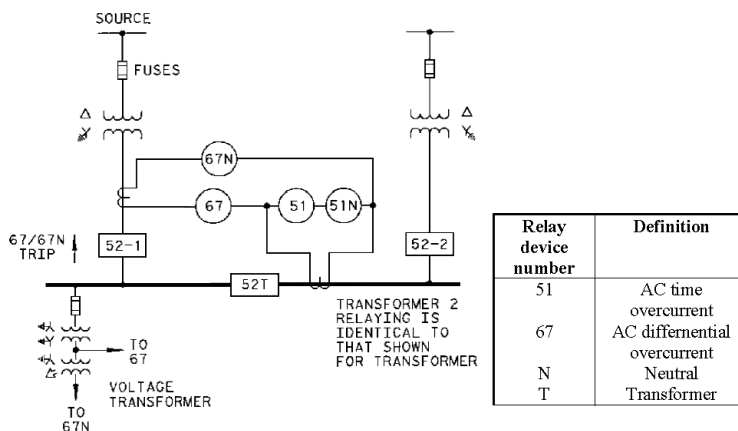 SOURCE
FUSES
Δ
Δ
67N
67
51
51N
67/67N
TRIP
52-1
52-2
52T
TRANSFORMER 2
RELAYING IS
IDENTICAL TO
THAT SHOWN
FOR TRANSFORMER
TO
67
Δ
VOLTAGE
TRANSFORMER
TO
67N
Relay device number
Definition
51
AC time overcurrent
67
AC differnential overcurrent
N
Neutral
T
Transformer